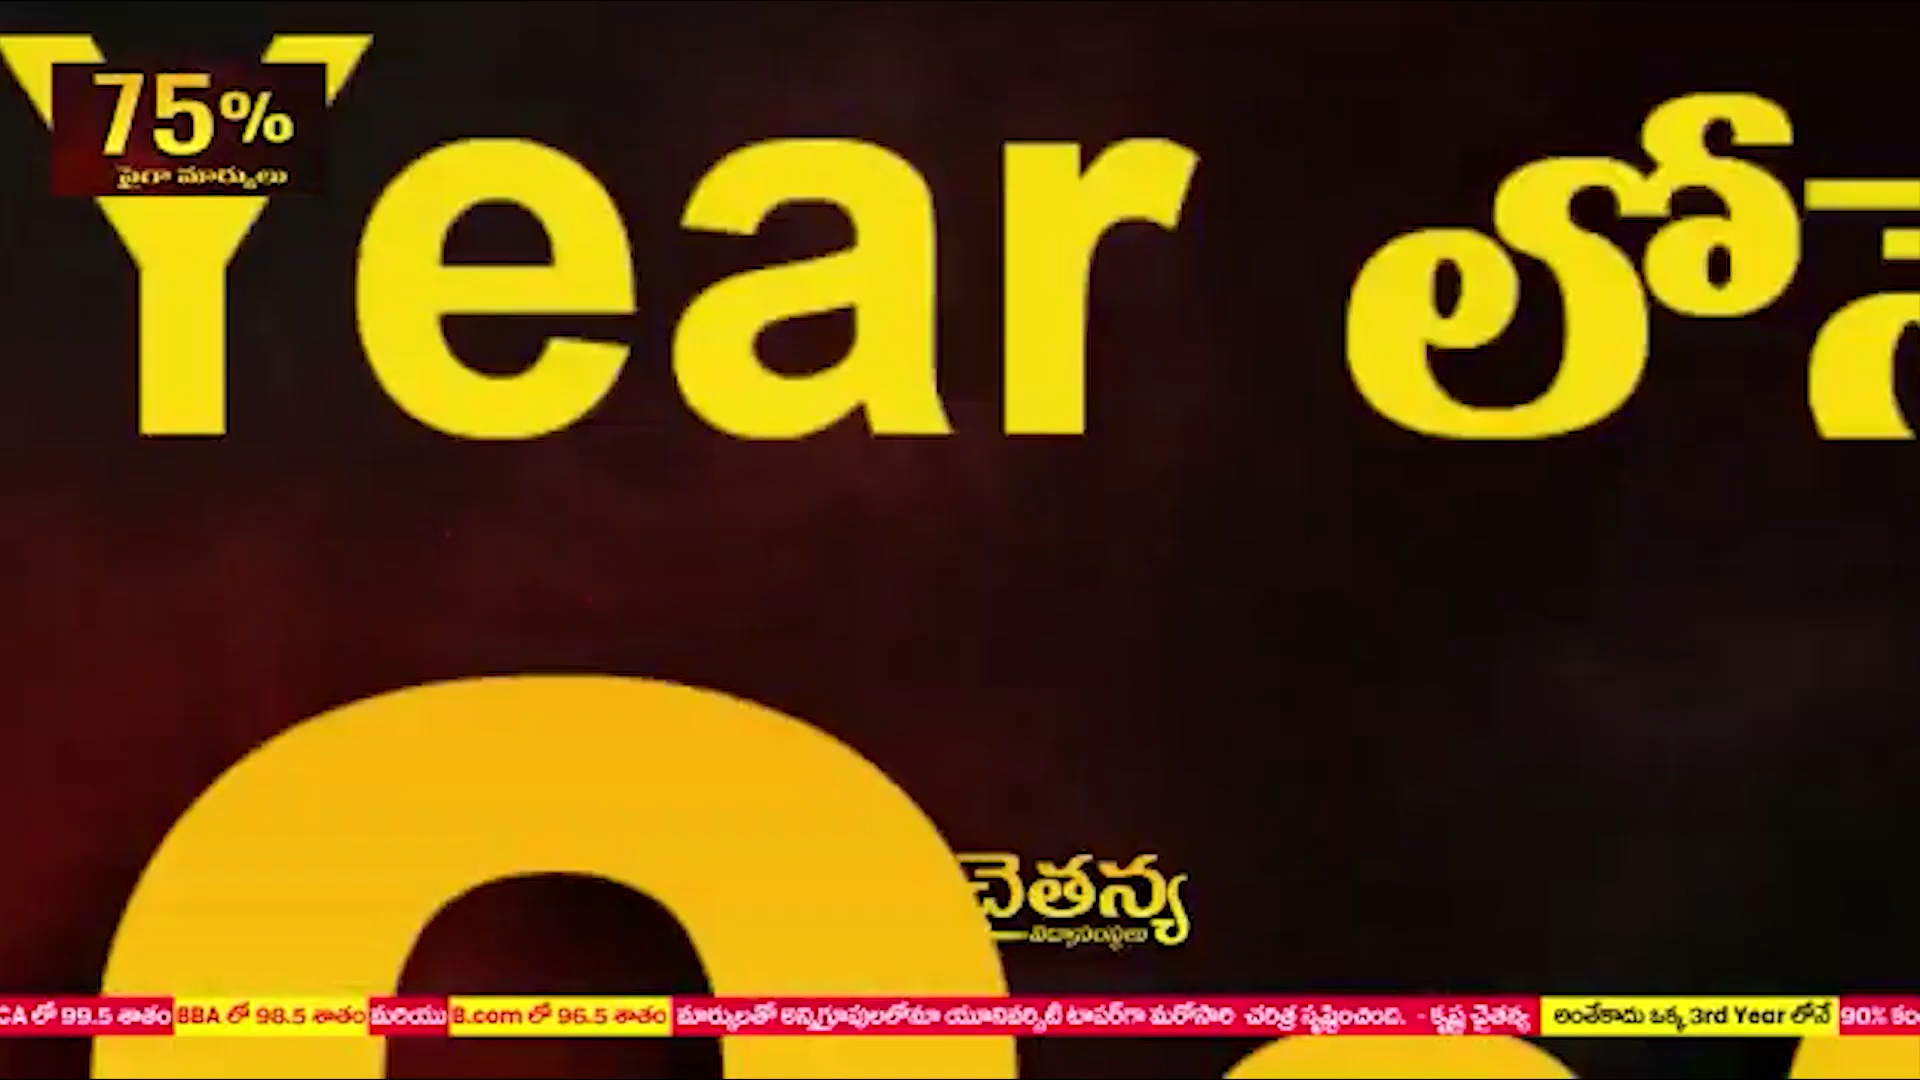 Year లోనే
75%
పైగా మార్కులు
చైతన్య
విద్యాసంస్థలు
CA లో 99.5 శాతం BBA లో 98.5 శాతం మరియు B.com లో 96.5 శాతం మార్కులతో అన్నిగ్రూపులలోనూ యూనివర్సిటీ టాపర్‌గా మరోసారి చరిత్ర సృష్టించింది. - కృష్ణ చైతన్య అంతేకాదు ఒక్క 3rd Year లోనే 90%